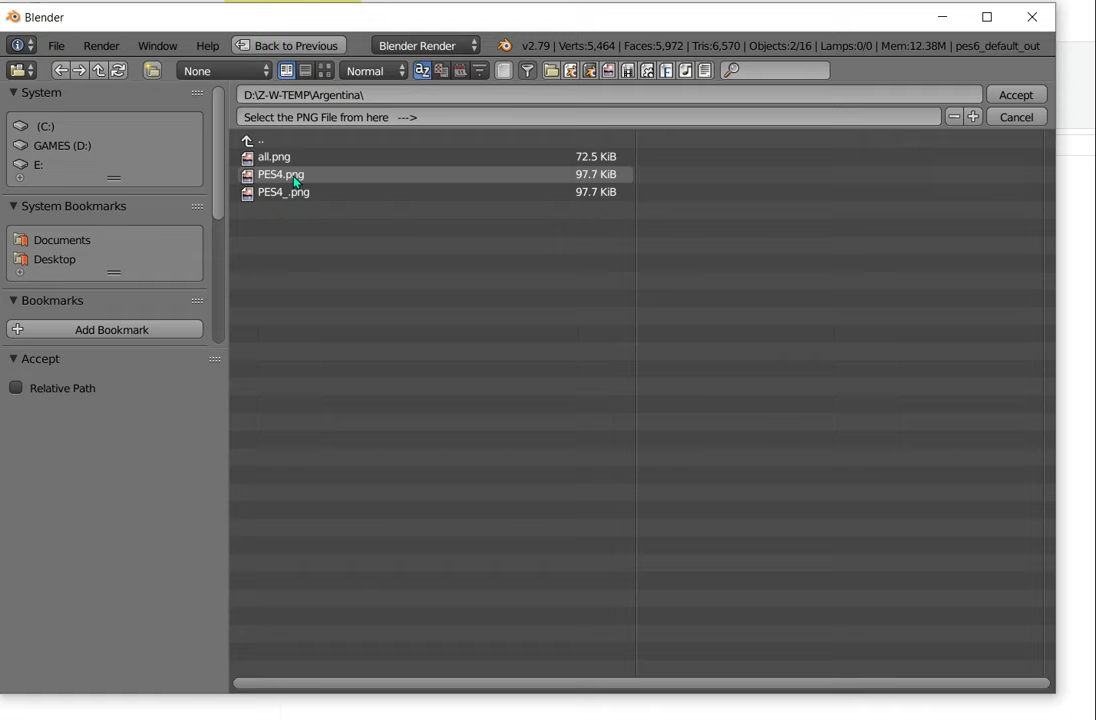 Blender
File Render Window Help Back to Previous Blender Render v2.79 | Verts:5,464 | Faces:5,972 | Tris:6,570 | Objects:2/16 | Lamps:0/0 | Mem:12.38M | pes6_default_out
None Normal
System
D:\Z-W-TEMP\Argentina\ Accept
Select the PNG File from here ---> Cancel
(C:)
GAMES (D:)
E:
..
all.png 72.5 KiB
PES4.png 97.7 KiB
PES4_.png 97.7 KiB
System Bookmarks
Documents
Desktop
Bookmarks
Add Bookmark
Accept
Relative Path